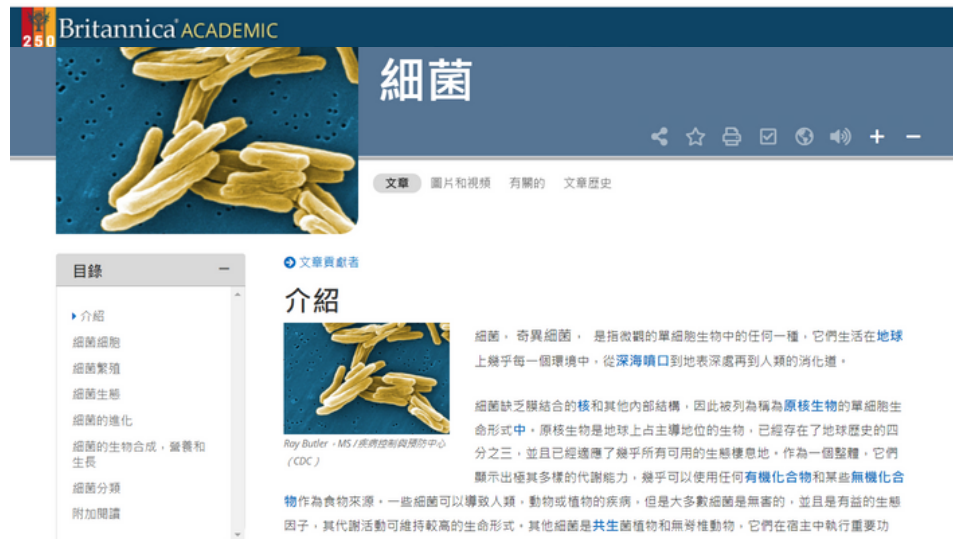 250 Britannica® ACADEMIC
細菌
文章 圖片和視頻 有關的 文章歷史
目錄
介紹
細菌細胞
細菌繁殖
細菌生態
細菌的進化
細菌的生物合成，營養和
生長
細菌分類
附加閱讀
文章貢獻者
介紹
Ray Butler，MS /疾病控制與預防中心
（CDC ）
細菌， 奇異細菌， 是指微觀的單細胞生物中的任何一種，它們生活在地球
上幾乎每一個環境中，從深海噴口到地表深處再到人類的消化道。
細菌缺乏膜結合的核和其他內部結構，因此被列為稱為原核生物的單細胞生
命形式中。原核生物是地球上占主導地位的生物，已經存在了地球歷史的四
分之三，並且已經適應了幾乎所有可用的生態棲息地。作為一個整體，它們
顯示出極其多樣的代謝能力，幾乎可以使用任何有機化合物和某些無機化合
物作為食物來源。一些細菌可以導致人類，動物或植物的疾病，但是大多數細菌是無害的，並且是有益的生態
因子，其代謝活動可維持較高的生命形式。其他細菌是共生菌植物和無脊椎動物，它們在宿主中執行重要功